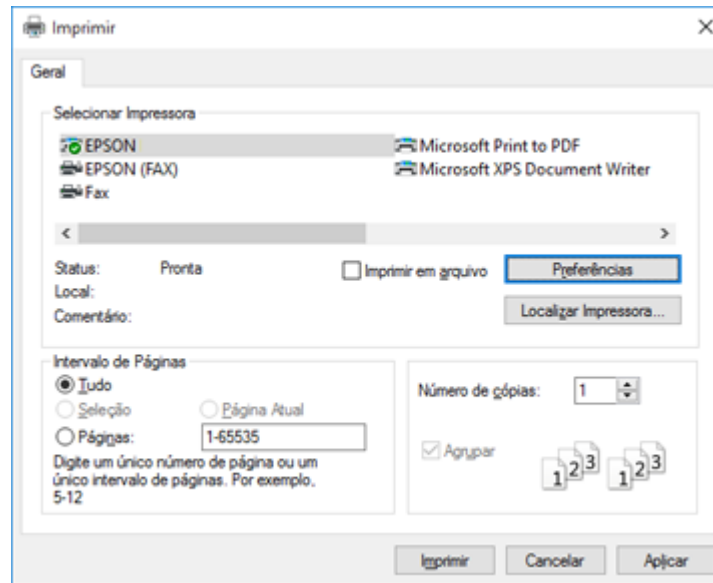 Imprimir
Geral
Selecionar Impressora
EPSON
Microsoft Print to PDF
EPSON (FAX)
Microsoft XPS Document Writer
Fax
Status: Pronta
Imprimir em arquivo
Preferências
Local:
Localizar Impressora...
Comentário:
Intervalo de Páginas
Tudo
Seleção
Página Atual
Páginas: 1-65535
Digite um único número de página ou um
único intervalo de páginas. Por exemplo,
5-12
Número de cópias: 1
Agrupar
1 2 3 1 2 3
Imprimir
Cancelar
Aplicar